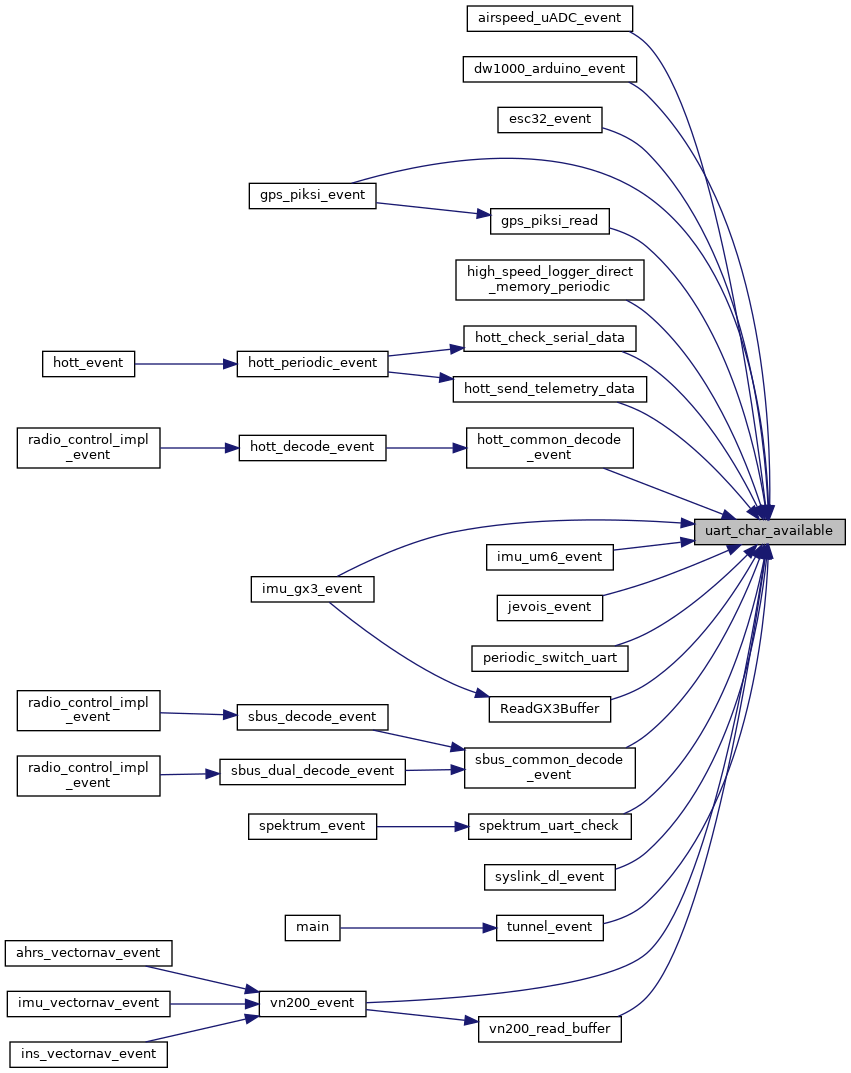 airspeed_uADC_event
dw1000_arduino_event
esc32_event
gps_piksi_event
gps_piksi_read
high_speed_logger_direct
_memory_periodic
hott_check_serial_data
hott_event
hott_periodic_event
hott_send_telemetry_data
radio_control_impl
_event
hott_decode_event
hott_common_decode
_event
uart_char_available
imu_um6_event
imu_gx3_event
jevois_event
periodic_switch_uart
ReadGX3Buffer
radio_control_impl
_event
sbus_decode_event
sbus_common_decode
_event
radio_control_impl
_event
sbus_dual_decode_event
spektrum_event
spektrum_uart_check
syslink_dl_event
main
tunnel_event
ahrs_vectornav_event
imu_vectornav_event
vn200_event
vn200_read_buffer
ins_vectornav_event